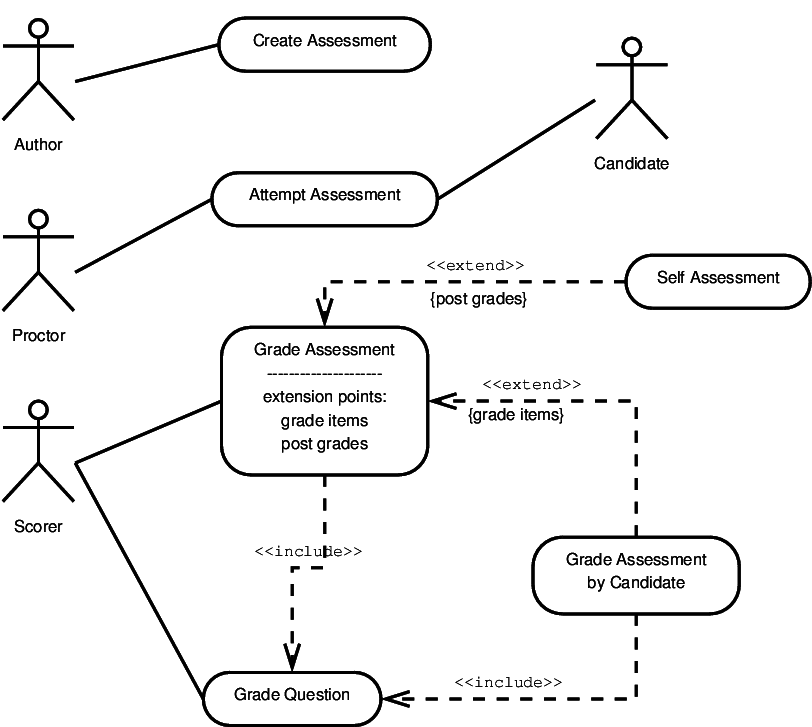 Create Assessment
Author
Candidate
Attempt Assessment
Proctor
<<extend>>
{post grades}
Self Assessment
Grade Assessment
---------------------
extension points:
grade items
post grades
<<extend>>
{grade items}
Scorer
<<include>>
Grade Assessment
by Candidate
Grade Question
<<include>>